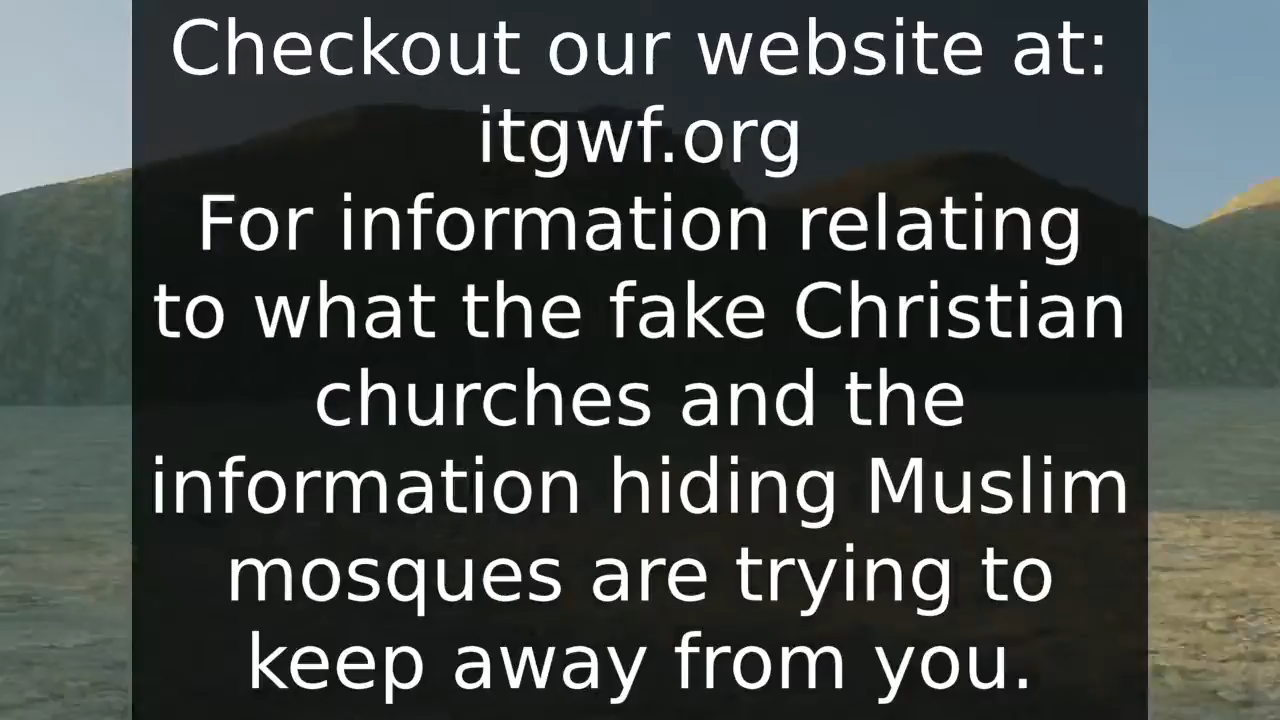 Checkout our website at:
itgwf.org
For information relating
to what the fake Christian
churches and the
information hiding Muslim
mosques are trying to
keep away from you.